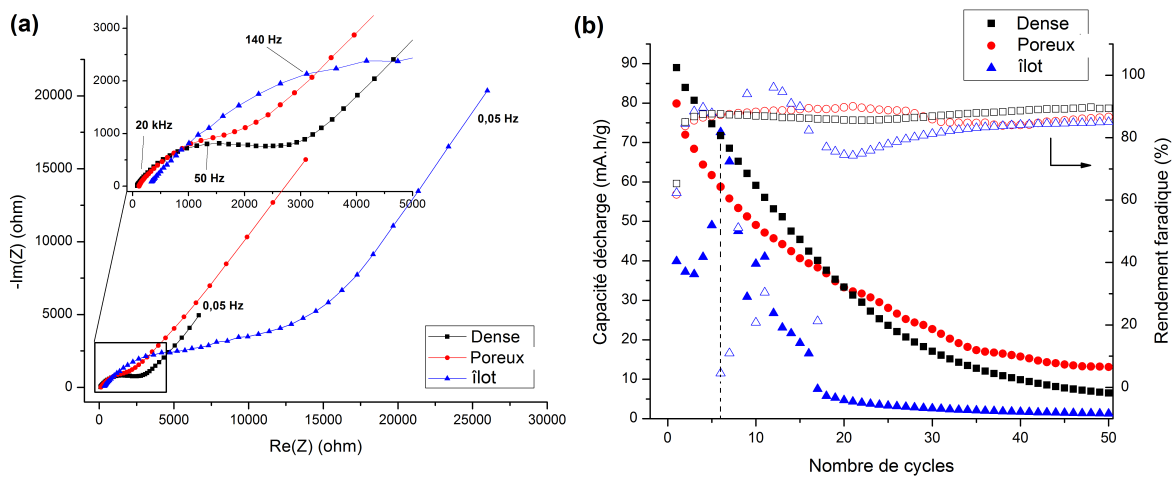 (a)
-Im(Z) (ohm)
20000
15000
10000
5000
0
0 5000 10000 15000 20000 25000 30000
Re(Z) (ohm)
3000
2000
1000
0
0 1000 2000 3000 4000 5000
140 Hz
20 kHz
50 Hz
0,05 Hz
0,05 Hz
Dense
Poreux
îlot
(b)
Dense
Poreux
îlot
Capacité décharge (mA.h/g)
90
80
70
60
50
40
30
20
10
0
0 10 20 30 40 50
Nombre de cycles
100
80
60
40
20
0
Rendement faradique (%)